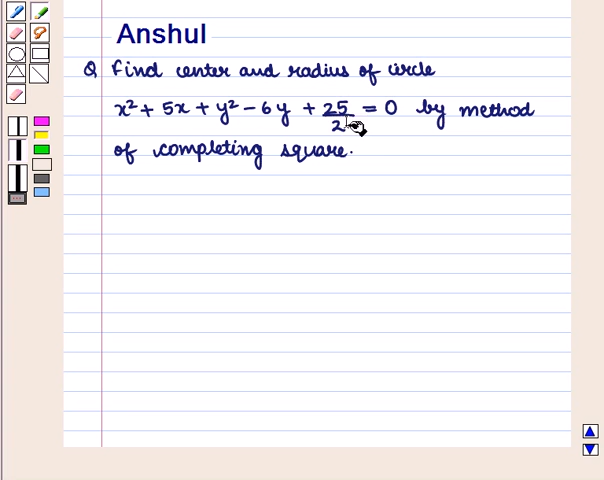 Anshul
Q Find center and radius of circle
x² + 5x + y² - 6y + 25/2 = 0 by method
of completing square.